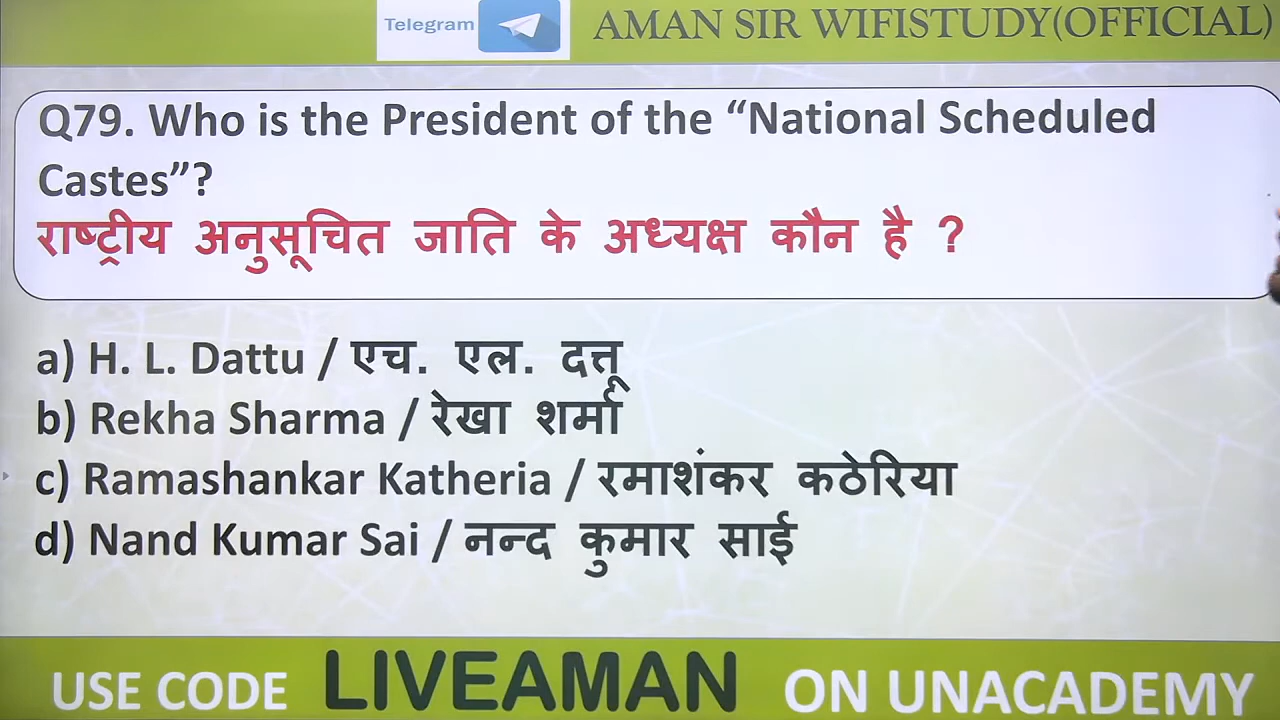 Telegram
AMAN SIR WIFISTUDY(OFFICIAL)
Q79. Who is the President of the “National Scheduled
Castes”?
राष्ट्रीय अनुसूचित जाति के अध्यक्ष कौन है ?
a) H. L. Dattu / एच. एल. दत्तू
b) Rekha Sharma / रेखा शर्मा
c) Ramashankar Katheria / रमाशंकर कठेरिया
d) Nand Kumar Sai / नन्द कुमार साई
USE CODE LIVEAMAN ON UNACADEMY